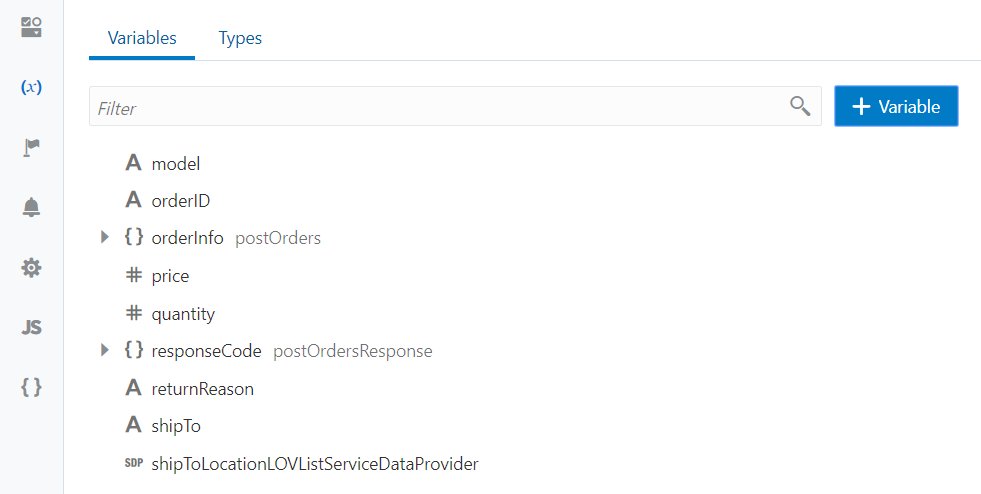 Variables Types
(x)
Filter
+ Variable
A model
A orderID
{} orderInfo postOrders
# price
# quantity
JS
{} responseCode postOrdersResponse
{}
A returnReason
A shipTo
SDP shipToLocationLOVListServiceDataProvider